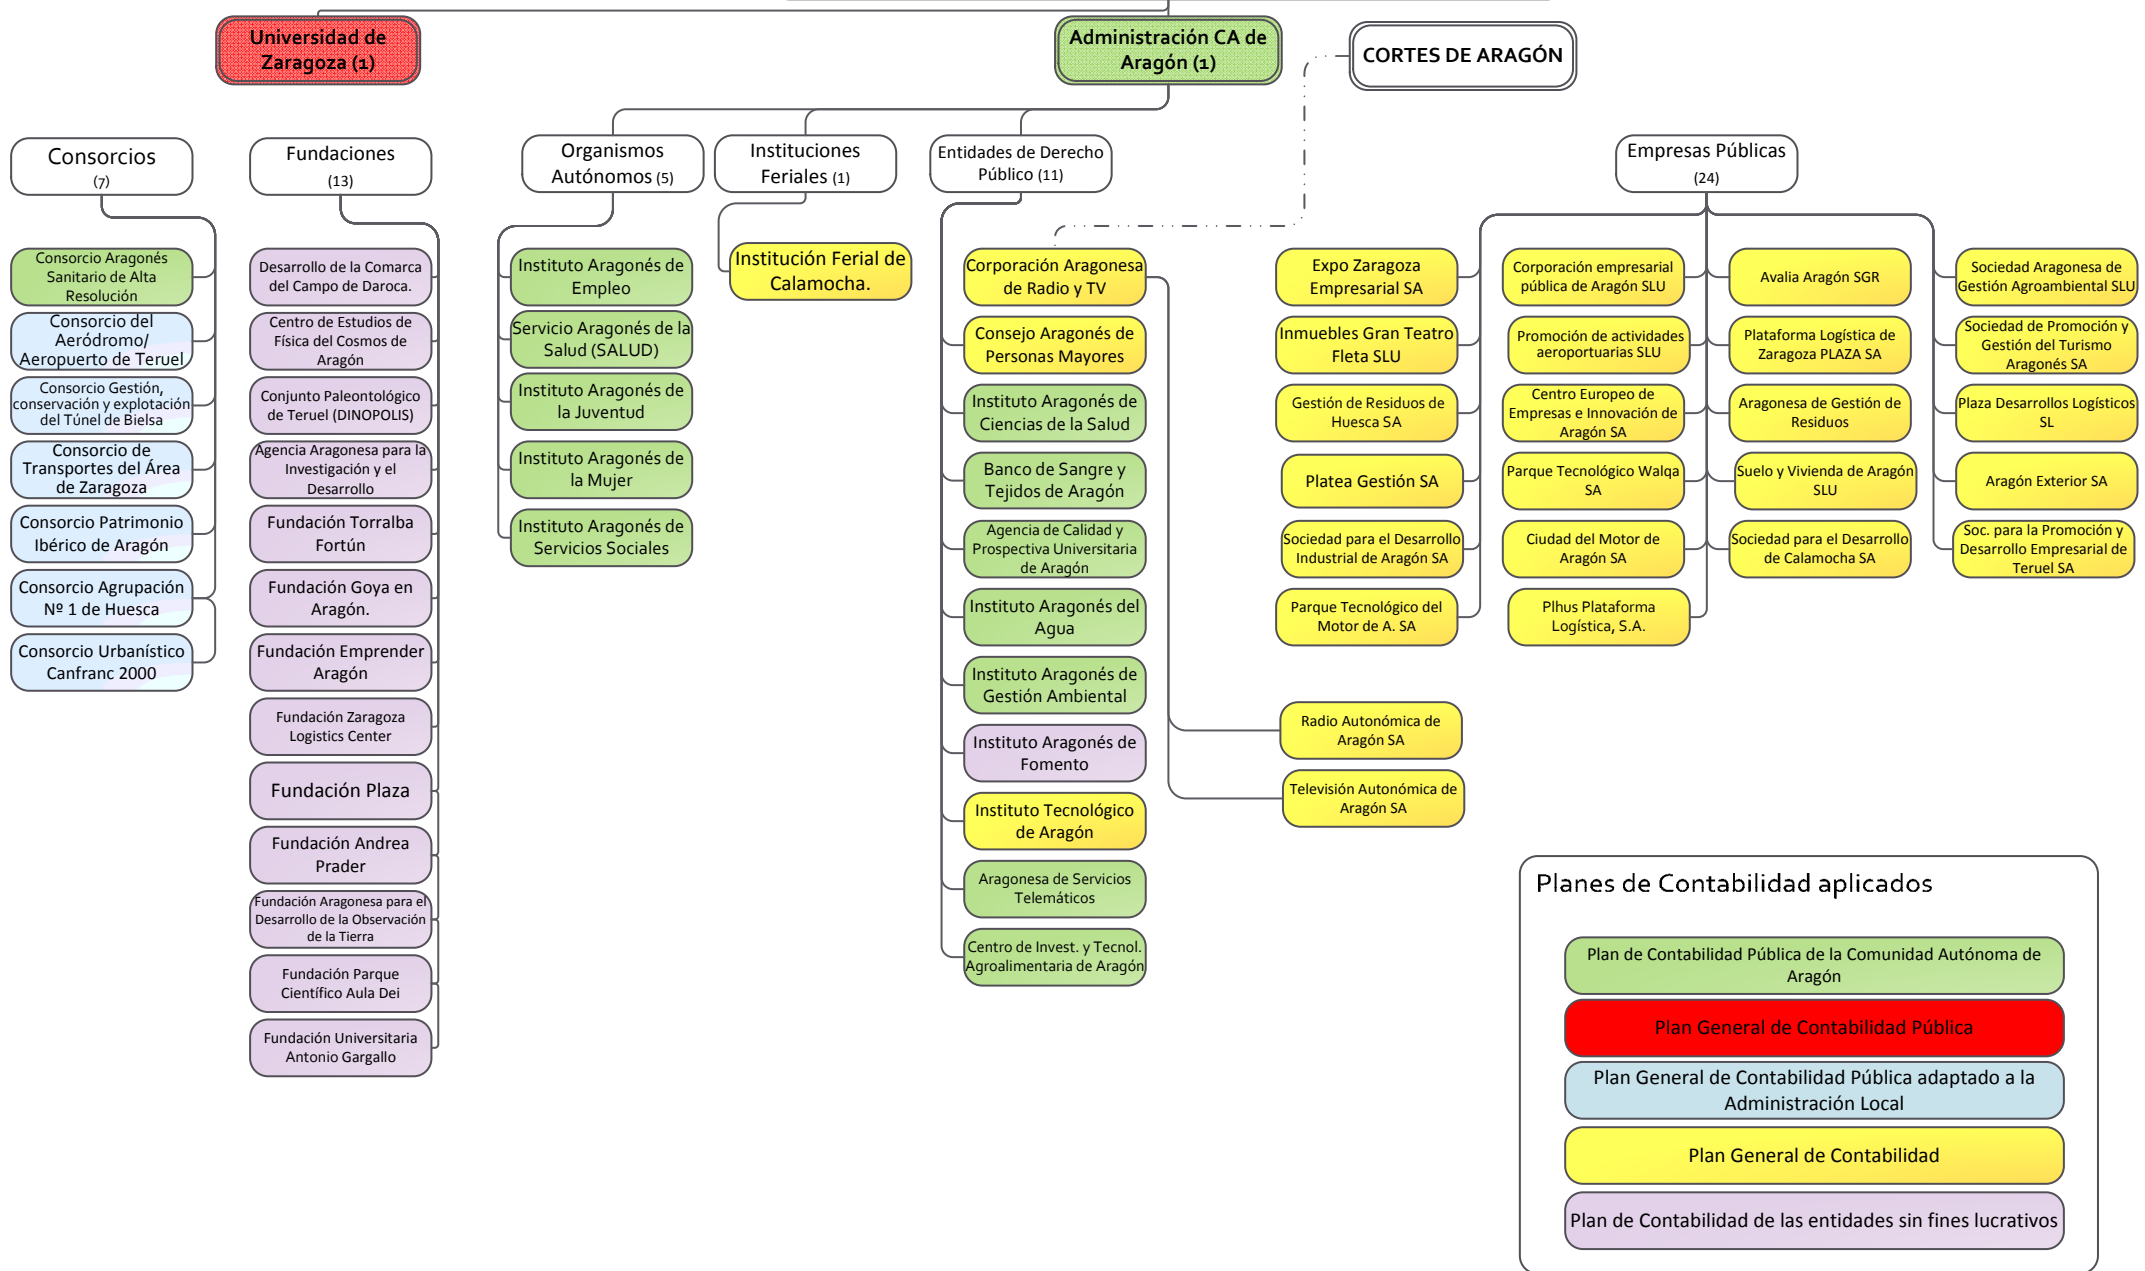 Universidad de
Zaragoza (1)
Administración CA de
Aragón (1)
CORTES DE ARAGÓN
Consorcios
(7)
Fundaciones
(13)
Organismos
Autónomos (5)
Instituciones
Feriales (1)
Entidades de Derecho
Público (11)
Empresas Públicas
(24)
Consorcio Aragonés
Sanitario de Alta
Resolución
Consorcio del
Aeródromo/
Aeropuerto de Teruel
Consorcio Gestión,
conservación y explotación
del Túnel de Bielsa
Consorcio de
Transportes del Área
de Zaragoza
Consorcio Patrimonio
Ibérico de Aragón
Consorcio Agrupación
Nº 1 de Huesca
Consorcio Urbanístico
Canfranc 2000
Desarrollo de la Comarca
del Campo de Daroca.
Centro de Estudios de
Física del Cosmos de
Aragón
Conjunto Paleontológico
de Teruel (DINOPOLIS)
Agencia Aragonesa para la
Investigación y el
Desarrollo
Fundación Torralba
Fortún
Fundación Goya en
Aragón.
Fundación Emprender
Aragón
Fundación Zaragoza
Logistics Center
Fundación Plaza
Fundación Andrea
Prader
Fundación Aragonesa para el
Desarrollo de la Observación
de la Tierra
Fundación Parque
Científico Aula Dei
Fundación Universitaria
Antonio Gargallo
Instituto Aragonés de
Empleo
Servicio Aragonés de la
Salud (SALUD)
Instituto Aragonés de
la Juventud
Instituto Aragonés de
la Mujer
Instituto Aragonés de
Servicios Sociales
Institución Ferial de
Calamocha.
Corporación Aragonesa
de Radio y TV
Consejo Aragonés de
Personas Mayores
Instituto Aragonés de
Ciencias de la Salud
Banco de Sangre y
Tejidos de Aragón
Agencia de Calidad y
Prospectiva Universitaria
de Aragón
Instituto Aragonés del
Agua
Instituto Aragonés de
Gestión Ambiental
Instituto Aragonés de
Fomento
Instituto Tecnológico
de Aragón
Aragonesa de Servicios
Telemáticos
Centro de Invest. y Tecnol.
Agroalimentaria de Aragón
Expo Zaragoza
Empresarial SA
Inmuebles Gran Teatro
Fleta SLU
Gestión de Residuos de
Huesca SA
Platea Gestión SA
Sociedad para el Desarrollo
Industrial de Aragón SA
Parque Tecnológico del
Motor de A. SA
Radio Autonómica de
Aragón SA
Televisión Autonómica de
Aragón SA
Corporación empresarial
pública de Aragón SLU
Promoción de actividades
aeroportuarias SLU
Centro Europeo de
Empresas e Innovación de
Aragón SA
Parque Tecnológico Walqa
SA
Ciudad del Motor de
Aragón SA
Plhus Plataforma
Logística, S.A.
Avalia Aragón SGR
Plataforma Logística de
Zaragoza PLAZA SA
Aragonesa de Gestión de
Residuos
Suelo y Vivienda de Aragón
SLU
Sociedad para el Desarrollo
de Calamocha SA
Sociedad Aragonesa de
Gestión Agroambiental SLU
Sociedad de Promoción y
Gestión del Turismo
Aragonés SA
Plaza Desarrollos Logísticos
SL
Aragón Exterior SA
Soc. para la Promoción y
Desarrollo Empresarial de
Teruel SA
Planes de Contabilidad aplicados
Plan de Contabilidad Pública de la Comunidad Autónoma de
Aragón
Plan General de Contabilidad Pública
Plan General de Contabilidad Pública adaptado a la
Administración Local
Plan General de Contabilidad
Plan de Contabilidad de las entidades sin fines lucrativos